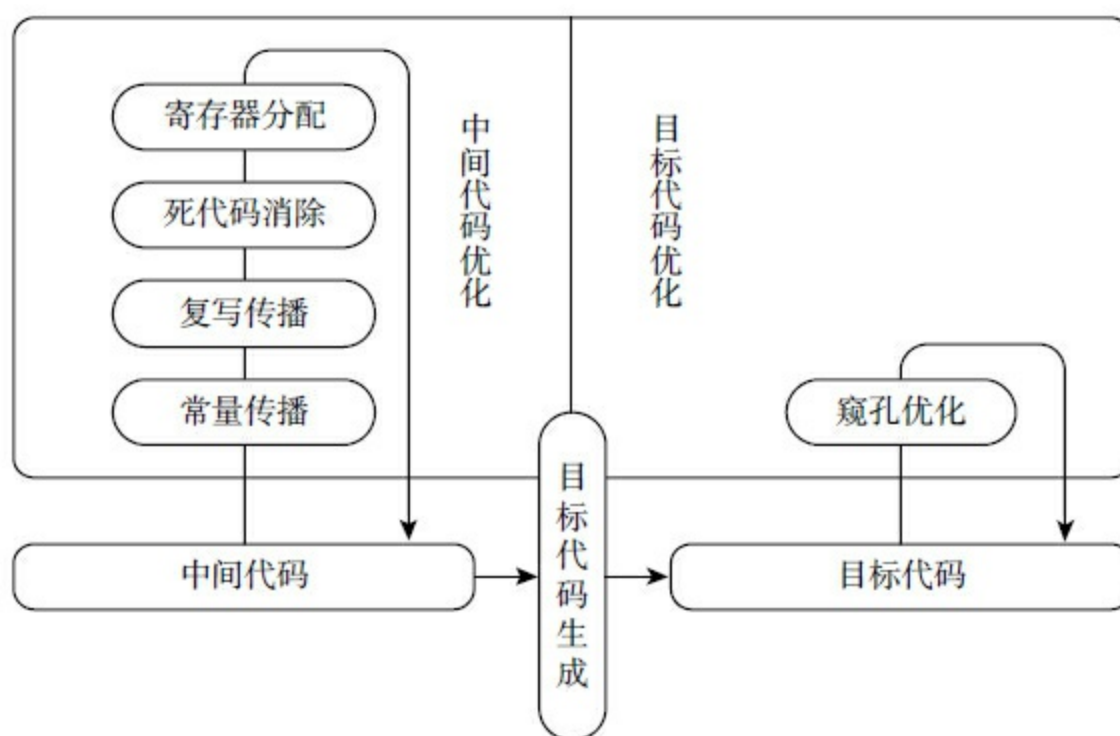 寄存器分配
死代码消除
复写传播
常量传播
中间代码优化
目标代码优化
窥孔优化
中间代码
目标代码生成
目标代码